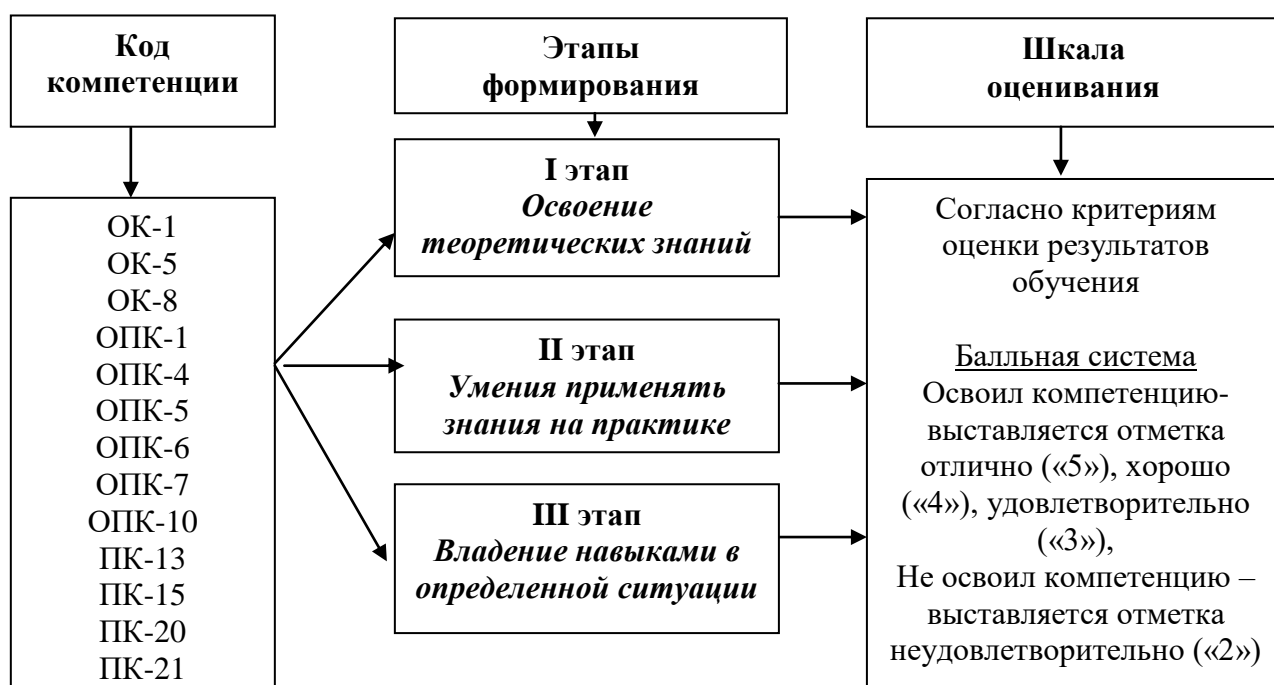 Код
компетенции
ОК-1
ОК-5
ОК-8
ОПК-1
ОПК-4
ОПК-5
ОПК-6
ОПК-7
ОПК-10
ПК-13
ПК-15
ПК-20
ПК-21
Этапы
формирования
I этап
Освоение
теоретических знаний
II этап
Умения применять
знания на практике
III этап
Владение навыками в
определенной ситуации
Шкала
оценивания
Согласно критериям
оценки результатов
обучения
Балльная система
Освоил компетенцию-
выставляется отметка
отлично («5»), хорошо
(«4»), удовлетворительно
(«3»),
Не освоил компетенцию –
выставляется отметка
неудовлетворительно («2»)